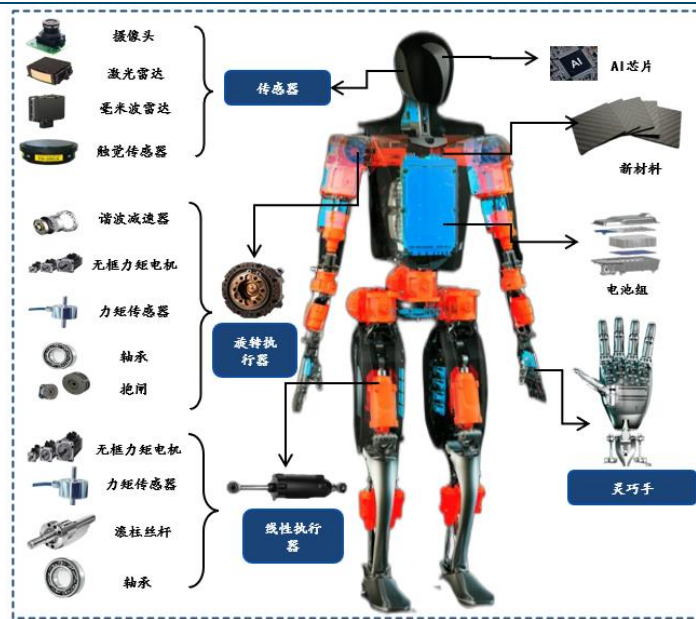 摄像头
激光雷达
毫米波雷达
触觉传感器
传感器
谐波减速器
无框力矩电机
力矩传感器
轴承
抱闸
旋转执
行器
无框力矩电机
力矩传感器
滚柱丝杆
轴承
线性执行
器
AI
AI芯片
新材料
电池组
灵巧手